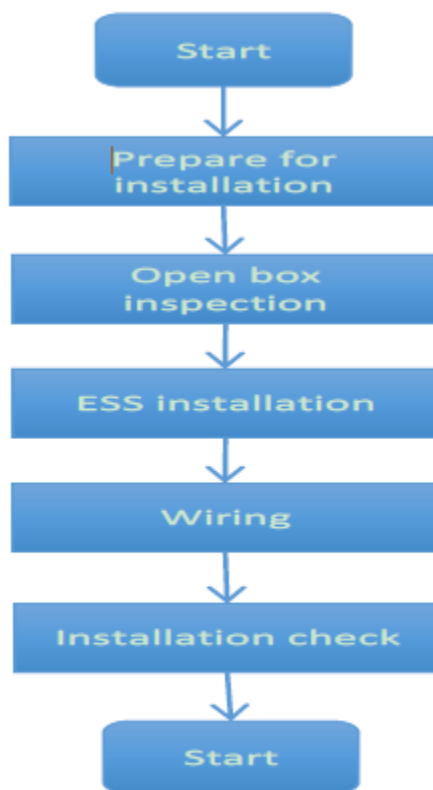 Start
Prepare for
installation
Open box
inspection
ESS installation
Wiring
Installation check
Start